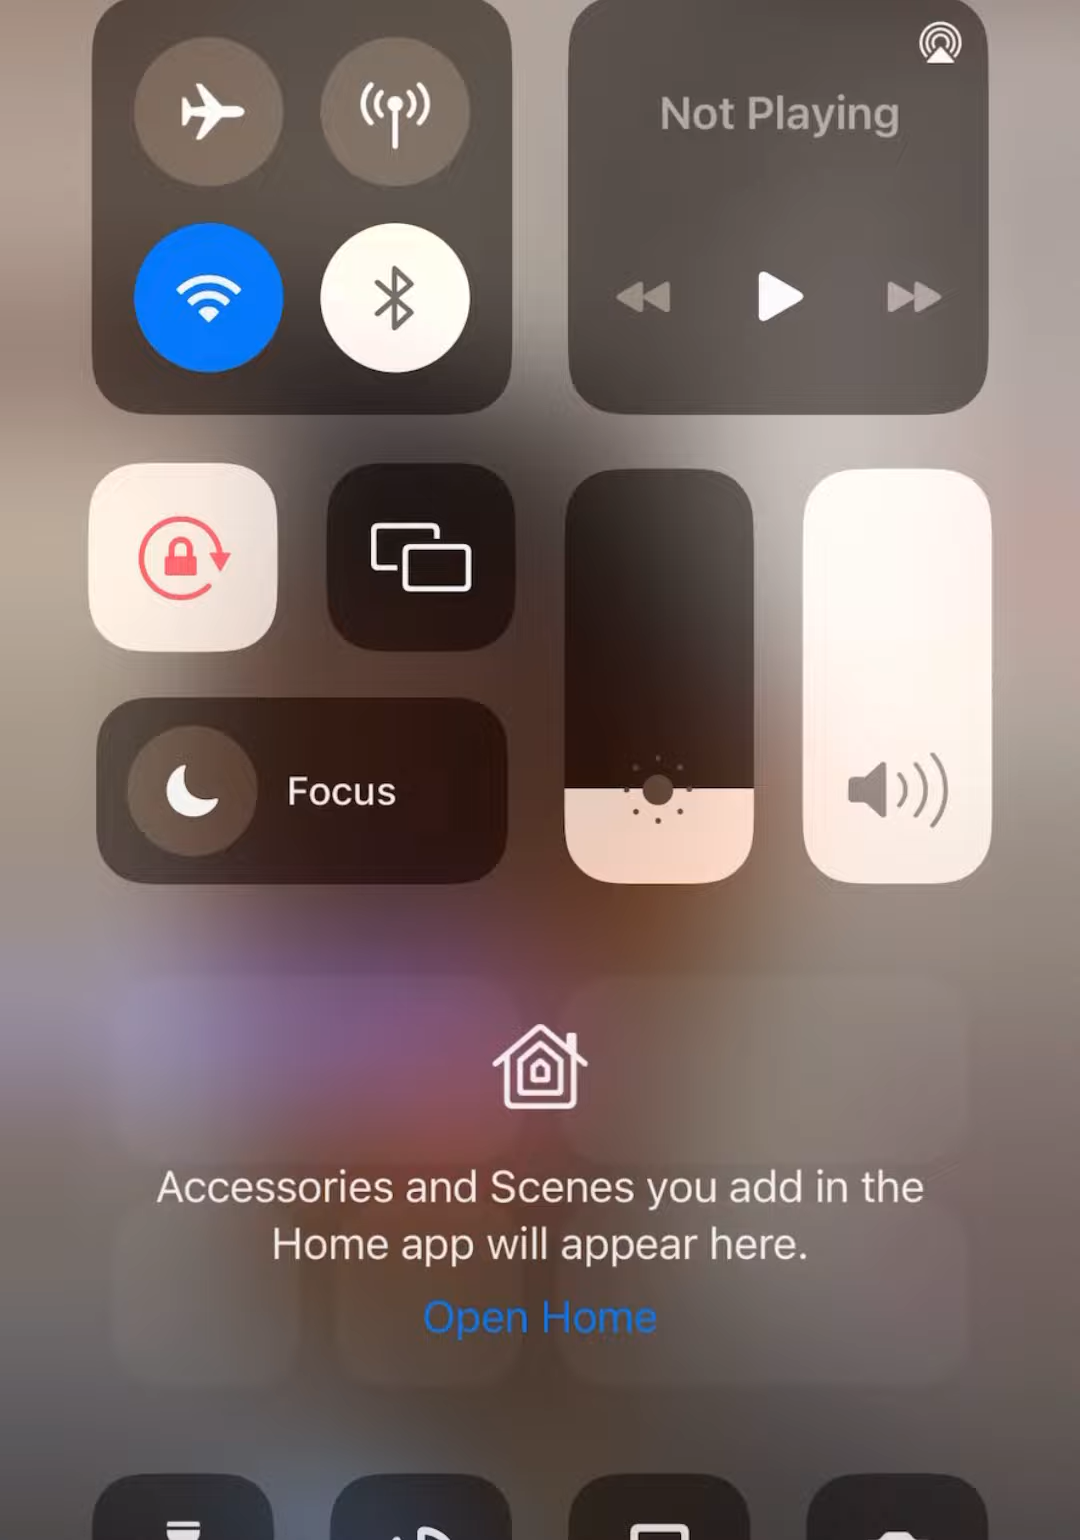 Not Playing
Focus
Accessories and Scenes you add in the
Home app will appear here.
Open Home